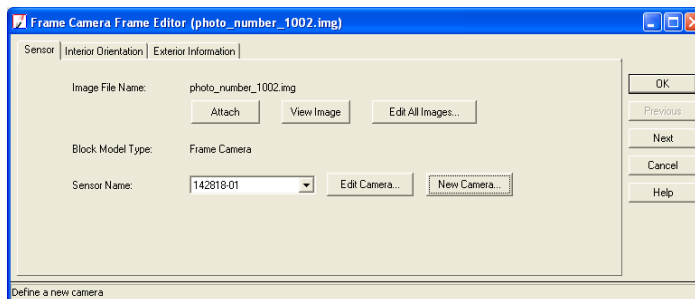 Frame Camera Frame Editor (photo_number_1002.img)
Sensor Interior Orientation Exterior Information
Image File Name: photo_number_1002.img
Attach View Image Edit All Images...
Block Model Type: Frame Camera
Sensor Name: 142818-01 Edit Camera... New Camera...
OK
Previous
Next
Cancel
Help
Define a new camera